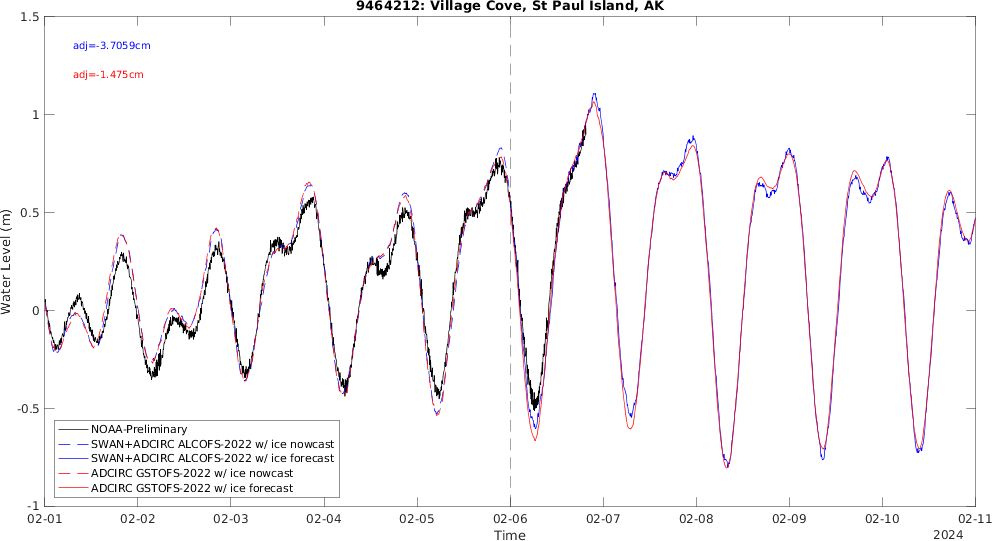 9464212: Village Cove, St Paul Island, AK
adj=-3.7059cm
adj=-1.475cm
Water Level (m)
1.5
1
0.5
0
-0.5
-1
NOAA-Preliminary
SWAN+ADCIRC ALCOFS-2022 w/ ice nowcast
SWAN+ADCIRC ALCOFS-2022 w/ ice forecast
ADCIRC GSTOFS-2022 w/ ice nowcast
ADCIRC GSTOFS-2022 w/ ice forecast
02-01 02-02 02-03 02-04 02-05 02-06 02-07 02-08 02-09 02-10 02-11
Time
2024